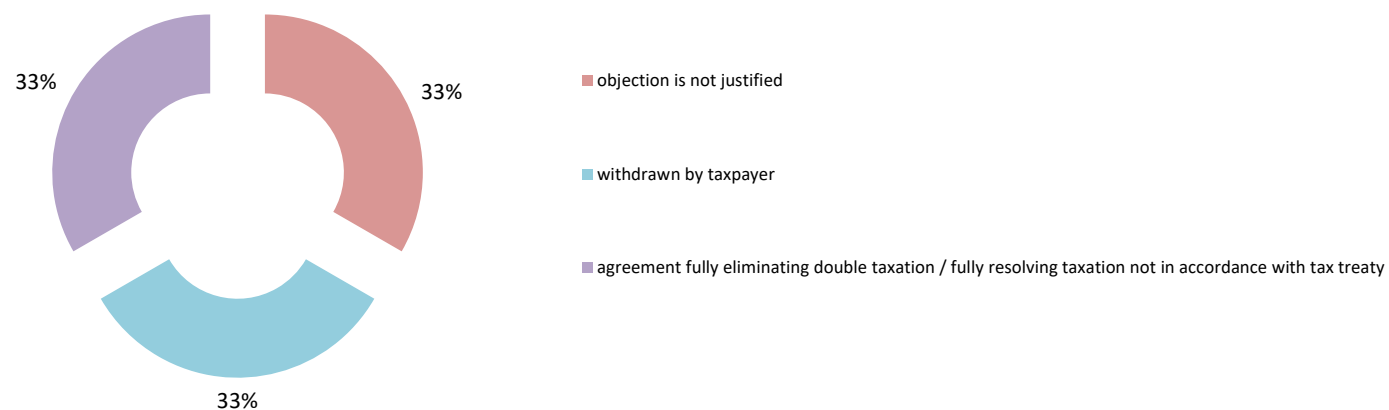 33%
33%
33%
objection is not justified
withdrawn by taxpayer
agreement fully eliminating double taxation / fully resolving taxation not in accordance with tax treaty